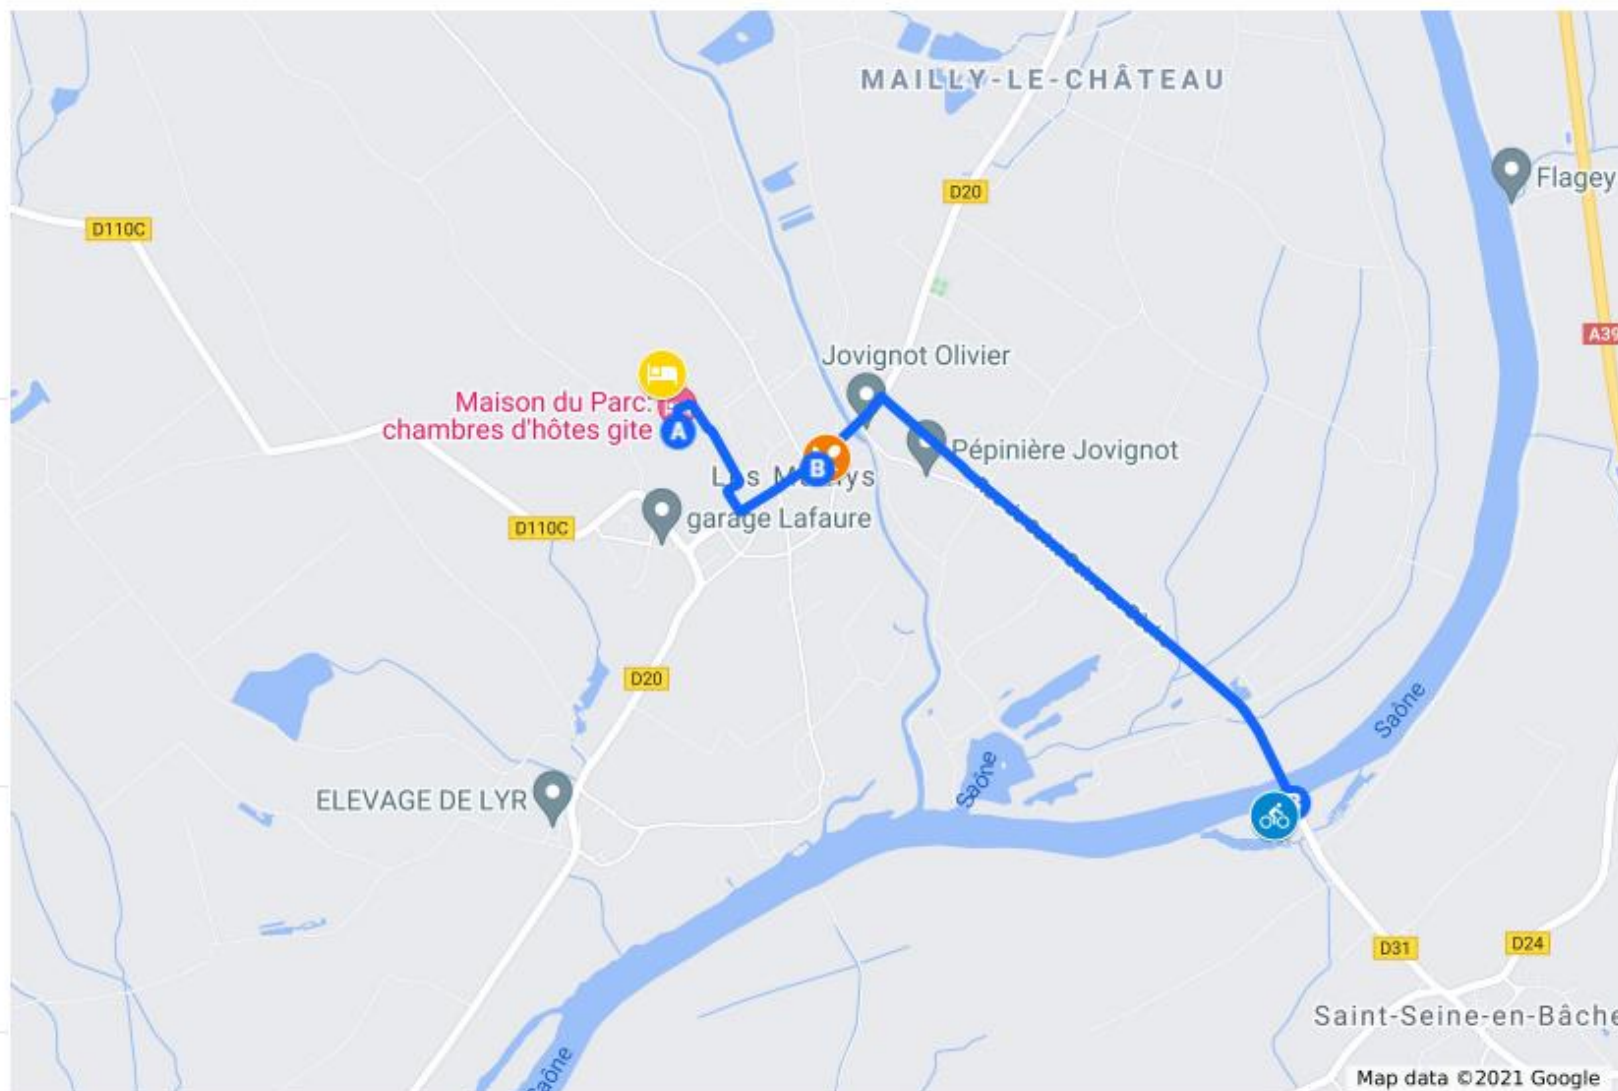 MAILLY-LE-CHÂTEAU
Flagey
D20
D110C
A39
Jovignot Olivier
Maison du Parc:
chambres d'hôtes gite
A
Pépinière Jovignot
B
garage Lafaure
D110C
D20
Saône
Saône
ELEVAGE DE LYR
D31
D24
Saint-Seine-en-Bâche
Saône
Map data ©2021 Google